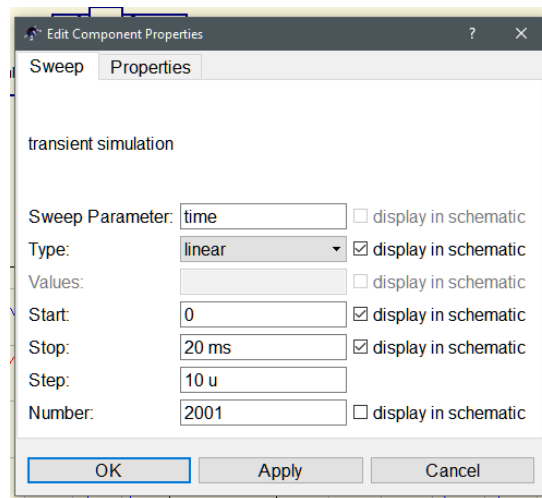 Edit Component Properties ? ×
Sweep Properties
transient simulation
Sweep Parameter: time display in schematic
Type: linear display in schematic
Values: display in schematic
Start: 0 display in schematic
Stop: 20 ms display in schematic
Step: 10 u
Number: 2001 display in schematic
OK Apply Cancel